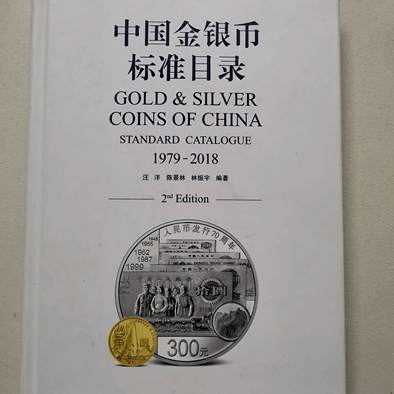 中国金银币
标准目录
GOLD & SILVER
COINS OF CHINA
STANDARD CATALOGUE
1979-2018
汪 洋 陈景林 林振宇 编著
2nd Edition
人民币发行70周年
1948
1955
1962
1987
1999
300元